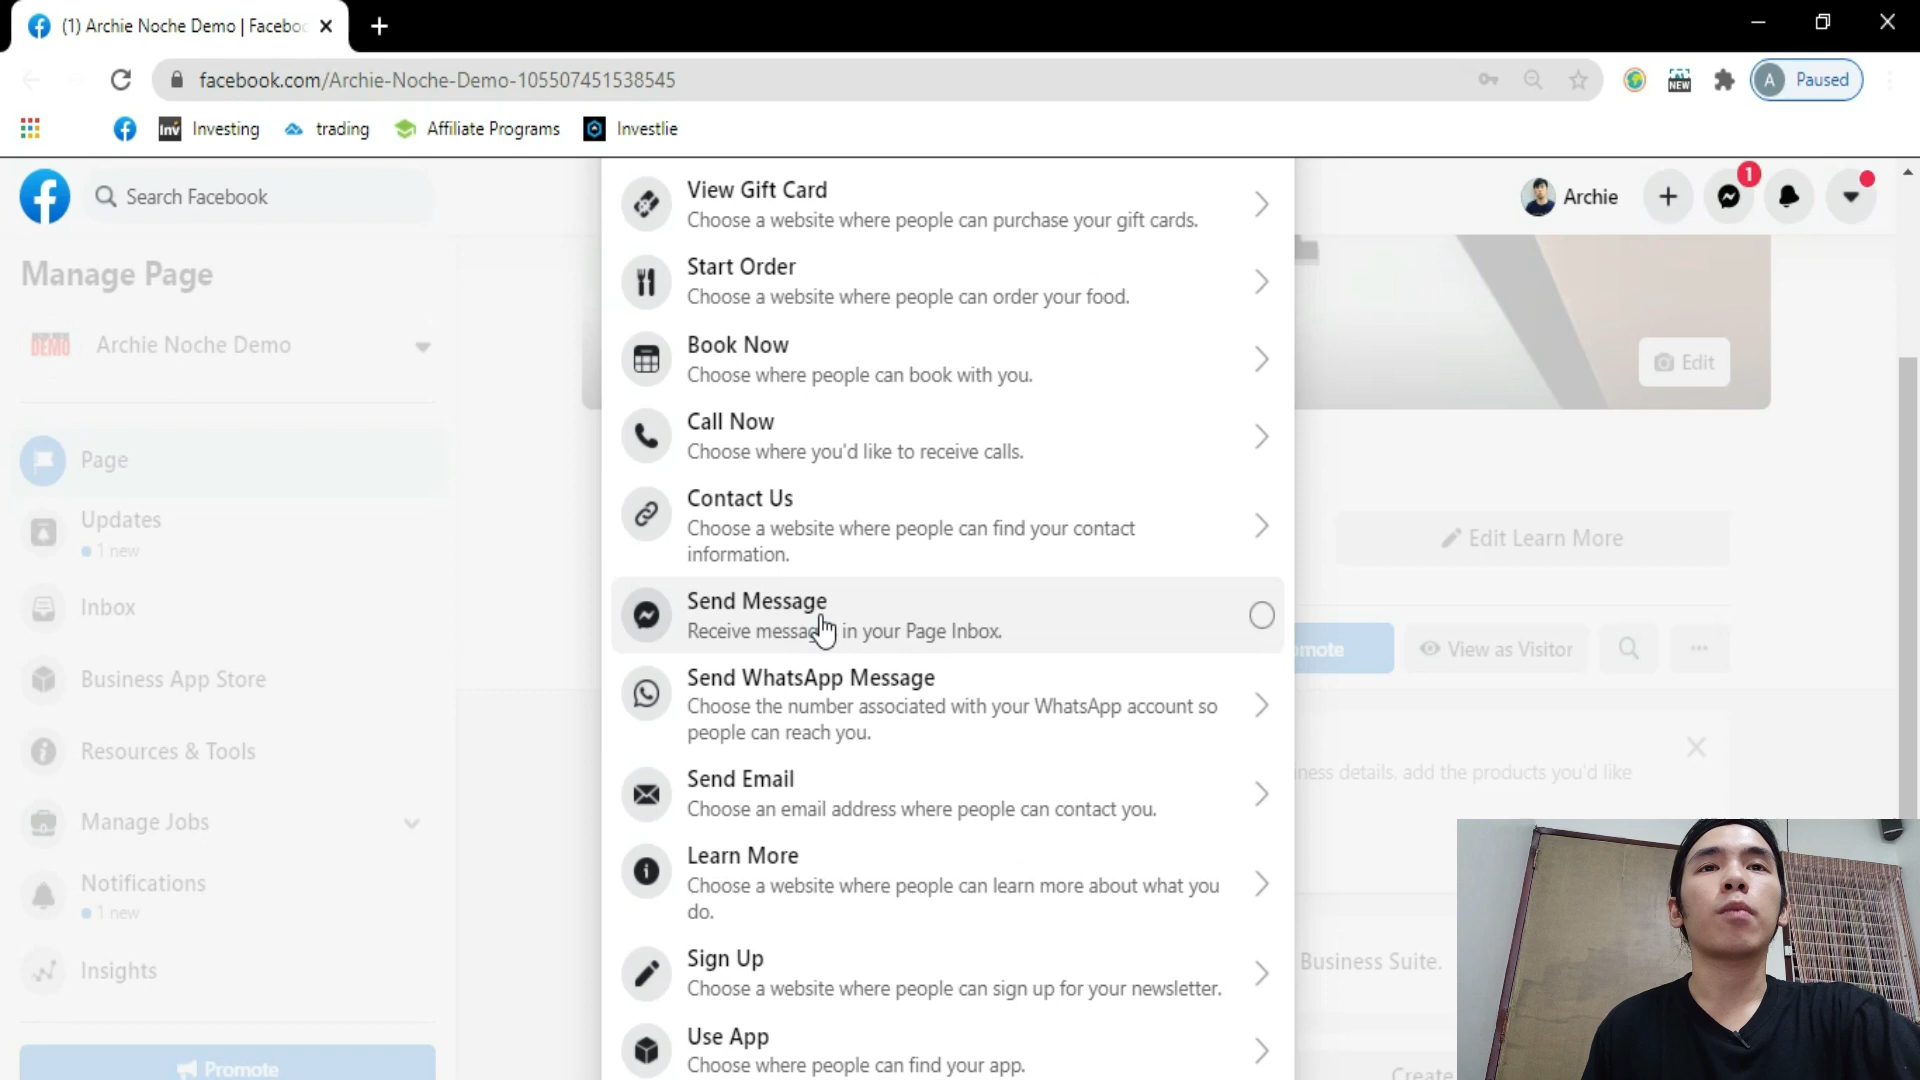 (1) Archie Noche Demo | Faceboo
facebook.com/Archie-Noche-Demo-105507451538545
NEW
A Paused
Inv Investing trading Affiliate Programs Investlie
Search Facebook
Archie
1
Manage Page
DEMO Archie Noche Demo
Page
Updates
1 new
Inbox
Business App Store
Resources & Tools
Manage Jobs
Notifications
1 new
Insights
Promote
View Gift Card
Choose a website where people can purchase your gift cards.
Start Order
Choose a website where people can order your food.
Book Now
Choose where people can book with you.
Call Now
Choose where you'd like to receive calls.
Contact Us
Choose a website where people can find your contact
information.
Send Message
Receive messag in your Page Inbox.
Send WhatsApp Message
Choose the number associated with your WhatsApp account so
people can reach you.
Send Email
Choose an email address where people can contact you.
Learn More
Choose a website where people can learn more about what you
do.
Sign Up
Choose a website where people can sign up for your newsletter.
Use App
Choose where people can find your app.
Edit
Edit Learn More
mote View as Visitor
ness details, add the products you'd like
Business Suite.
Create